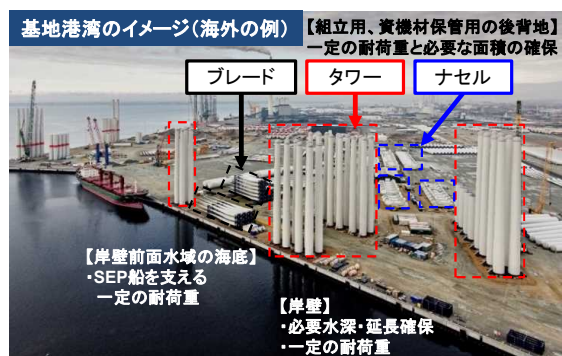 基地港湾のイメージ(海外の例)
【組立用、資機材保管用の後背地】
一定の耐荷重と必要な面積の確保
ブレード
タワー
ナセル
【岸壁前面水域の海底】
・SEP船を支える
一定の耐荷重
【岸壁】
・必要水深・延長確保
・一定の耐荷重